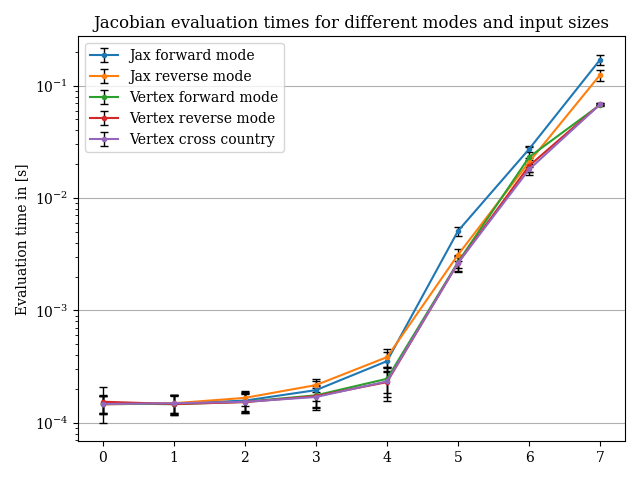 Jacobian evaluation times for different modes and input sizes
Jax forward mode
Jax reverse mode
Vertex forward mode
Vertex reverse mode
Vertex cross country
Evaluation time in [s]
10⁻¹
10⁻²
10⁻³
10⁻⁴
0 1 2 3 4 5 6 7